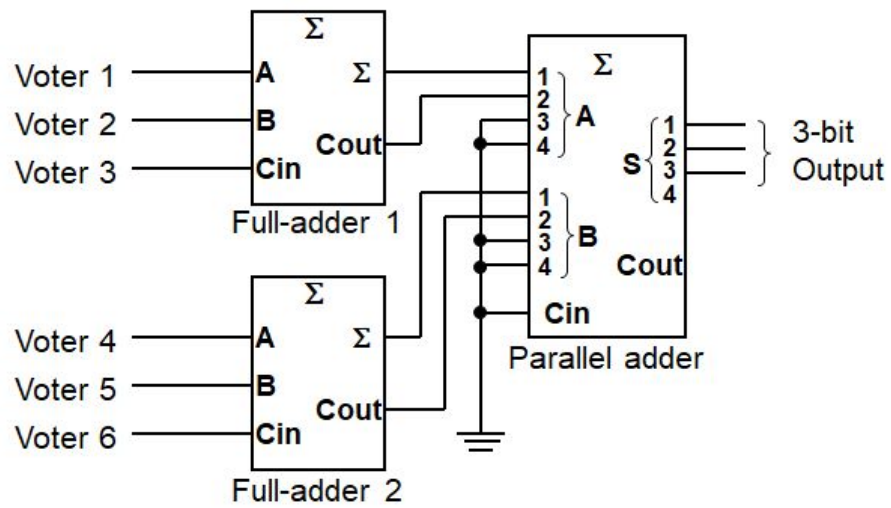 Σ
Voter 1
A
Σ
Voter 2
B
Cout
Voter 3
Cin
Full-adder 1
Σ
Voter 4
A
Σ
Voter 5
B
Cout
Voter 6
Cin
Full-adder 2
Σ
1
2
3
4
A
1
2
3
4
B
Cin
S
1
2
3
4
Cout
Parallel adder
3-bit
Output